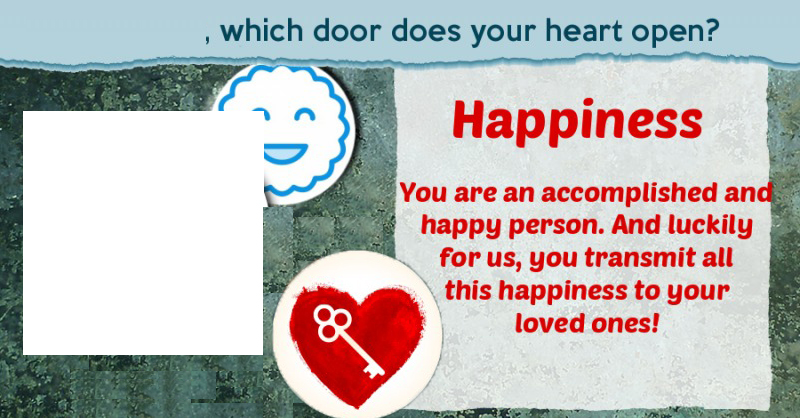 , which door does your heart open?
Happiness
You are an accomplished and
happy person. And luckily
for us, you transmit all
this happiness to your
loved ones!